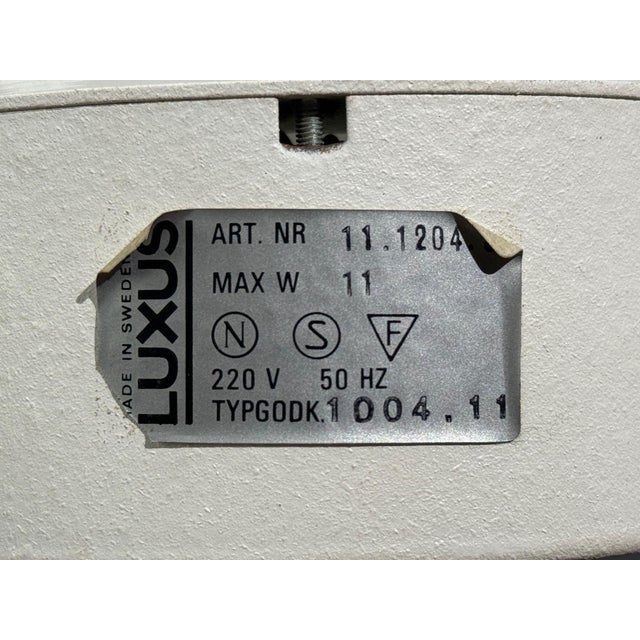 MADE IN SWEDEN
LUXUS
ART. NR 11.1204.
MAX W 11
N S F
220 V 50 HZ
TYPGODK. 1004.11